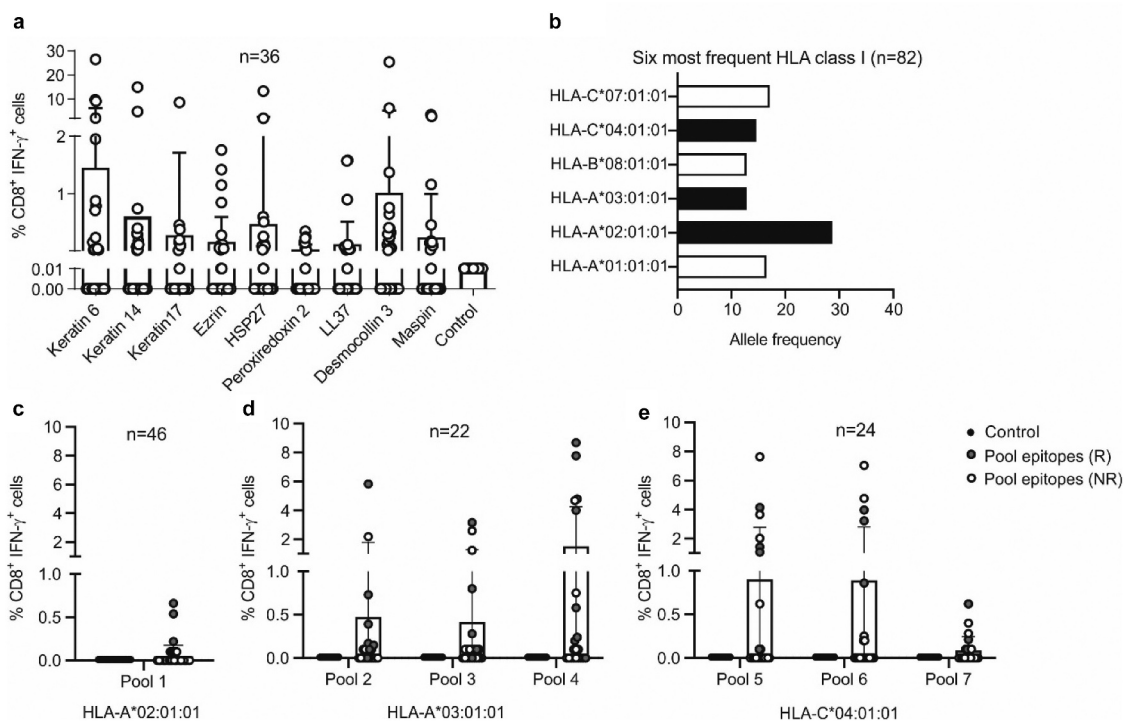 a
n=36
% CD8+ IFN-γ+ cells
30
20
10
2
1
0.01
0.00
Keratin 6
Keratin 14
Keratin17
Ezrin
HSP27
Peroxiredoxin 2
LL37
Desmocollin 3
Maspin
Control
b
Six most frequent HLA class I (n=82)
HLA-C*07:01:01
HLA-C*04:01:01
HLA-B*08:01:01
HLA-A*03:01:01
HLA-A*02:01:01
HLA-A*01:01:01
0 10 20 30 40
Allele frequency
c
n=46
% CD8+ IFN-γ+ cells
10
8
6
4
2
1.0
0.5
0.0
Pool 1
HLA-A*02:01:01
d
n=22
% CD8+ IFN-γ+ cells
10
8
6
4
2
1.0
0.5
0.0
Pool 2 Pool 3 Pool 4
HLA-A*03:01:01
e
n=24
% CD8+ IFN-γ+ cells
10
8
6
4
2
1.0
0.5
0.0
Pool 5 Pool 6 Pool 7
HLA-C*04:01:01
Control
Pool epitopes (R)
Pool epitopes (NR)